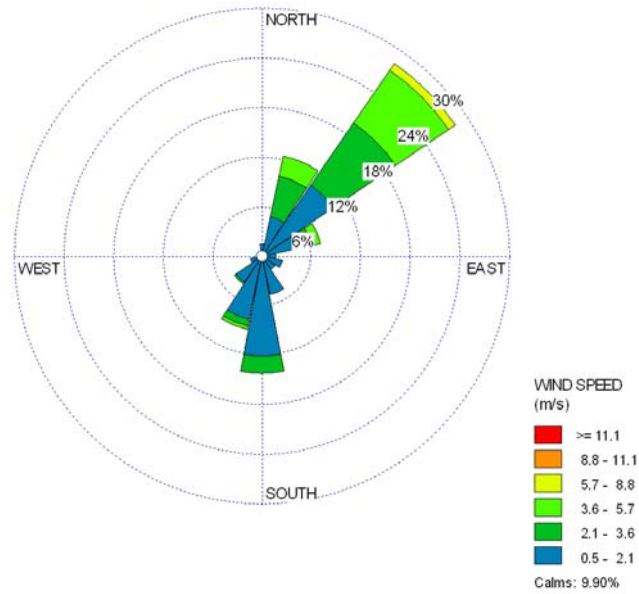 NORTH
30%
24%
18%
12%
6%
WEST
EAST
SOUTH
WIND SPEED
(m/s)
>= 11.1
8.8 - 11.1
5.7 - 8.8
3.6 - 5.7
2.1 - 3.6
0.5 - 2.1
Calms: 9.90%